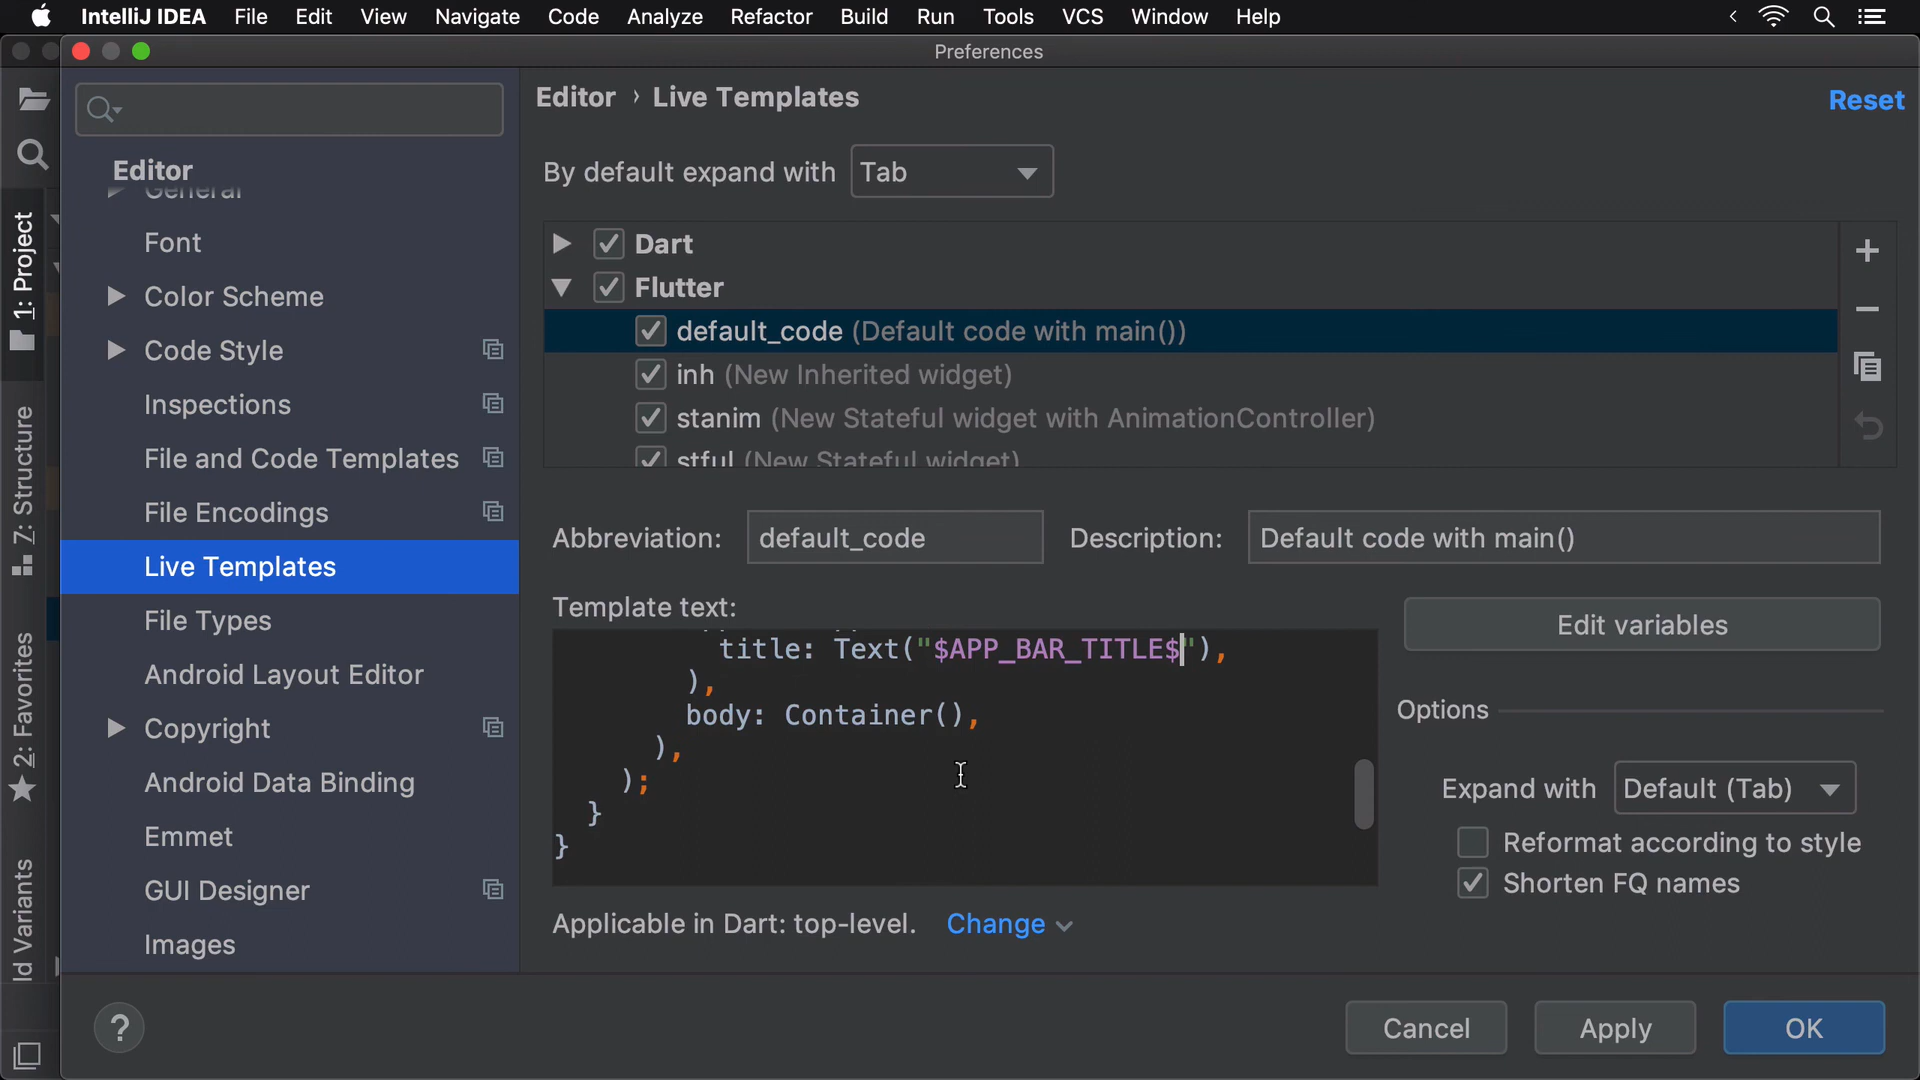 IntelliJ IDEA File Edit View Navigate Code Analyze Refactor Build Run Tools VCS Window Help
Preferences
Editor › Live Templates
Reset
By default expand with Tab
Editor
General
Font
Color Scheme
Code Style
Inspections
File and Code Templates
File Encodings
Live Templates
File Types
Android Layout Editor
Copyright
Android Data Binding
Emmet
GUI Designer
Images
1: Project
7: Structure
2: Favorites
ld Variants
Dart
Flutter
default_code (Default code with main())
inh (New Inherited widget)
stanim (New Stateful widget with AnimationController)
stful (New Stateful widget)
Abbreviation: default_code Description: Default code with main()
Template text:
title: Text("$APP_BAR_TITLE$"),
),
body: Container(),
),
);
}
}
Edit variables
Options
Expand with Default (Tab)
Reformat according to style
Shorten FQ names
Applicable in Dart: top-level. Change
?
Cancel Apply OK